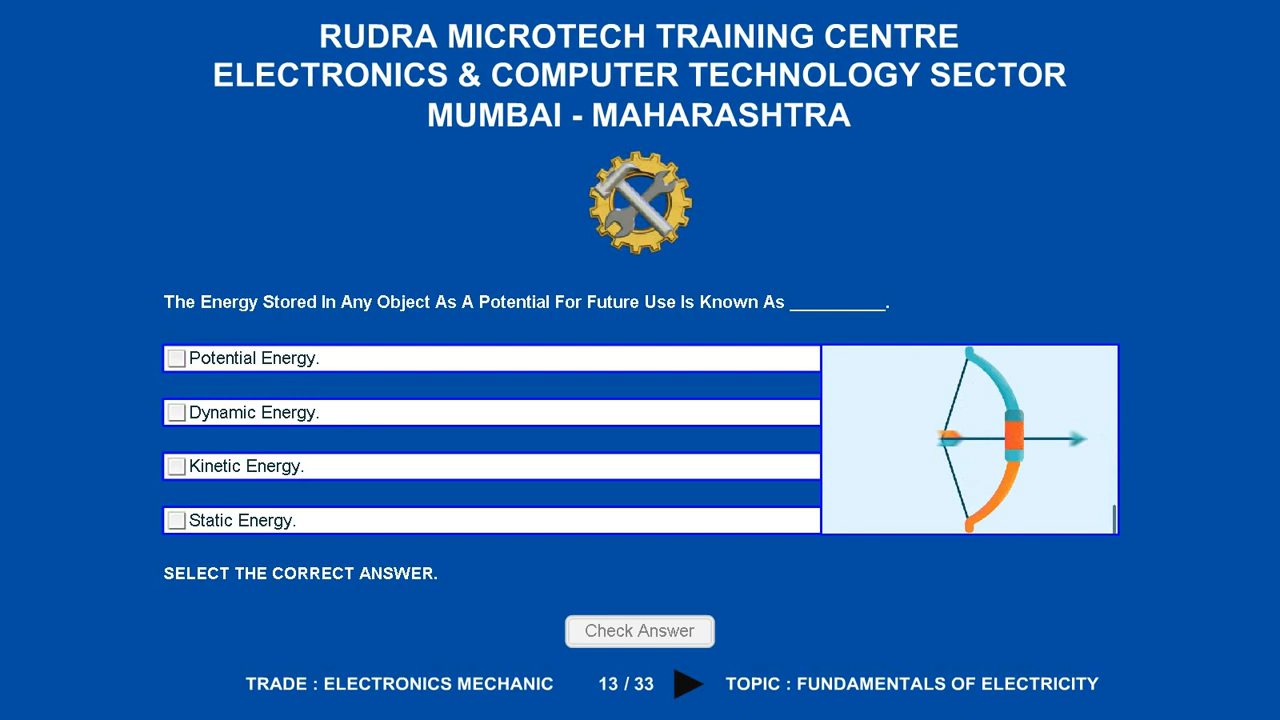 RUDRA MICROTECH TRAINING CENTRE
ELECTRONICS & COMPUTER TECHNOLOGY SECTOR
MUMBAI - MAHARASHTRA
The Energy Stored In Any Object As A Potential For Future Use Is Known As __________.
Potential Energy.
Dynamic Energy.
Kinetic Energy.
Static Energy.
SELECT THE CORRECT ANSWER.
Check Answer
TRADE : ELECTRONICS MECHANIC 13 / 33 TOPIC : FUNDAMENTALS OF ELECTRICITY